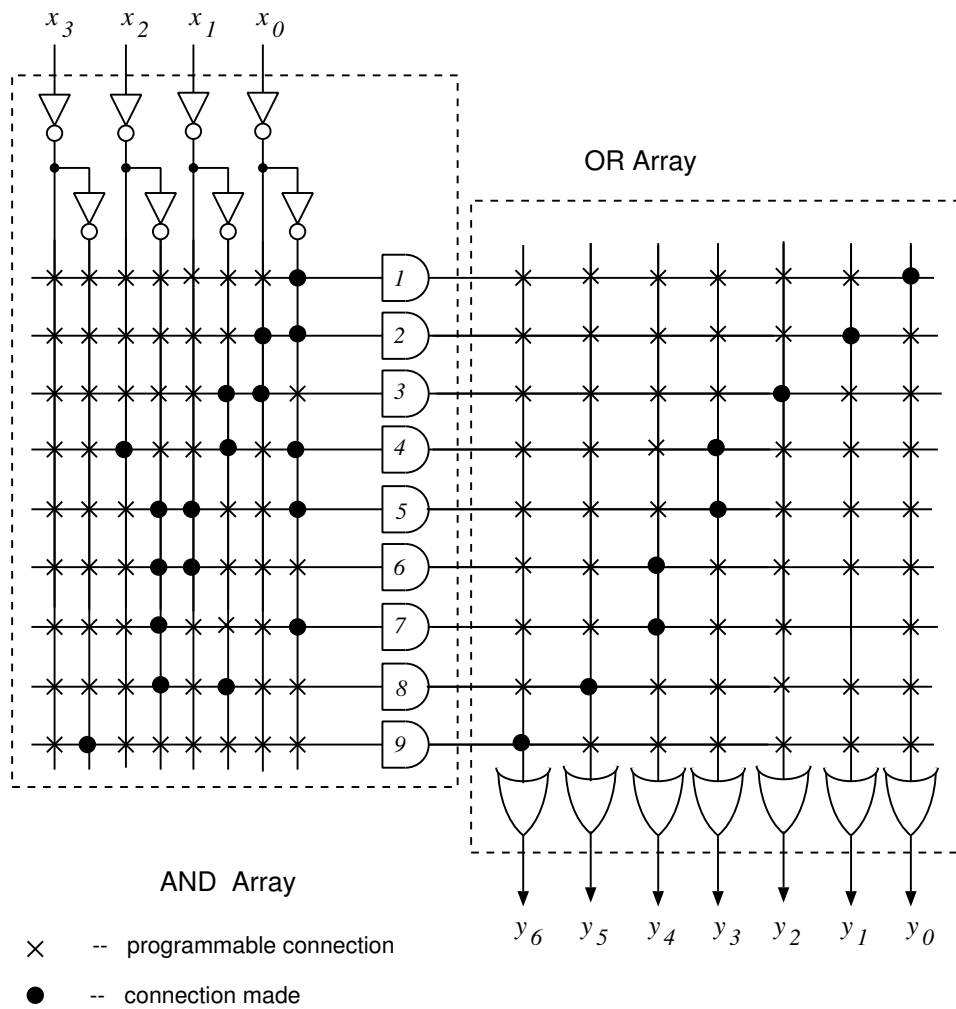 x3 x2 x1 x0
OR Array
1
2
3
4
5
6
7
8
9
AND Array
y6 y5 y4 y3 y2 y1 y0
× -- programmable connection
● -- connection made